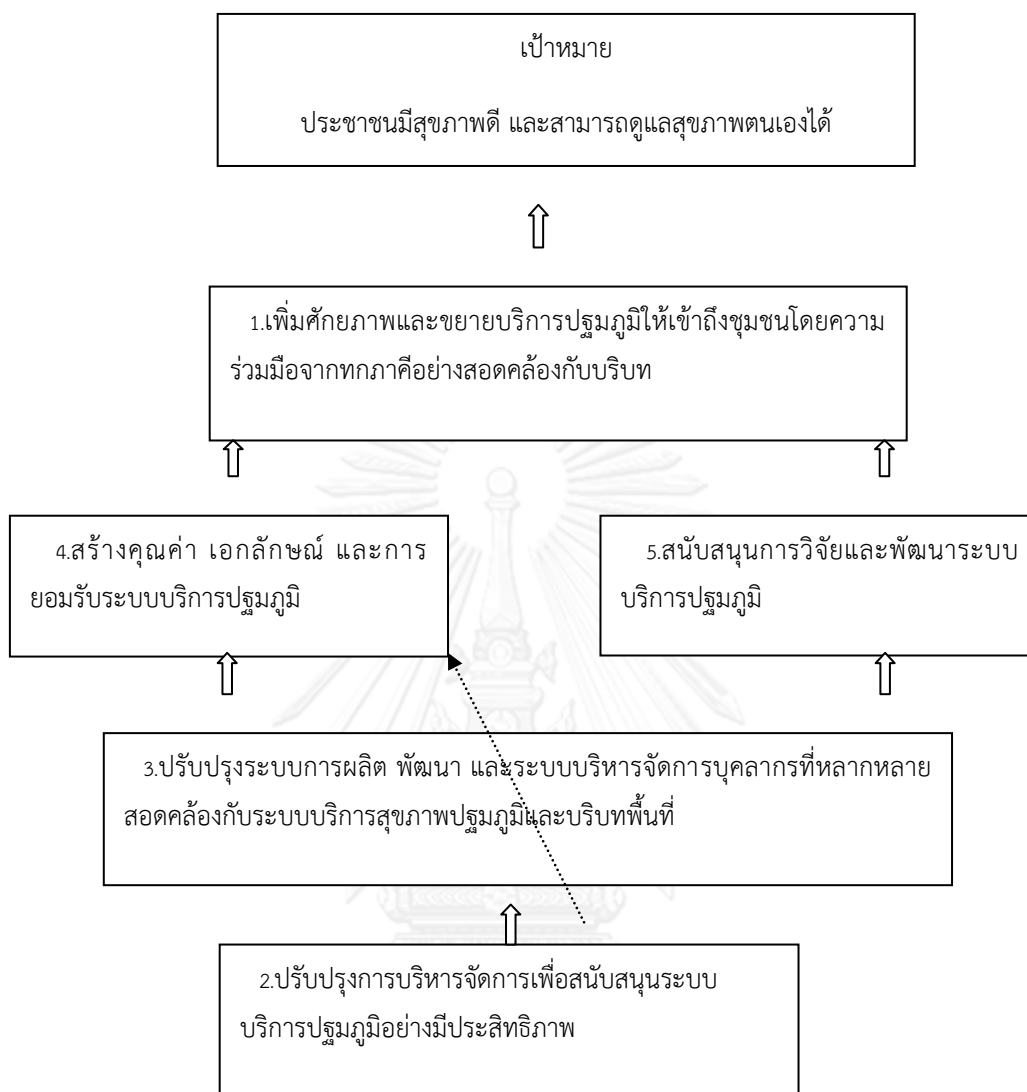 เป้าหมาย
ประชาชนมีสุขภาพดี และสามารถดูแลสุขภาพตนเองได้
1.เพิ่มศักยภาพและขยายบริการปฐมภูมิให้เข้าถึงชุมชนโดยความ
ร่วมมือจากทกภาคีอย่างสอดคล้องกับบริบท
4.สร้างคุณค่า เอกลักษณ์ และการ
ยอมรับระบบบริการปฐมภูมิ
5.สนับสนุนการวิจัยและพัฒนาระบบ
บริการปฐมภูมิ
3.ปรับปรุงระบบการผลิต พัฒนา และระบบบริหารจัดการบุคลากรที่หลากหลาย
สอดคล้องกับระบบบริการสุขภาพปฐมภูมิและบริบทพื้นที่
2.ปรับปรุงการบริหารจัดการเพื่อสนับสนุนระบบ
บริการปฐมภูมิอย่างมีประสิทธิภาพ